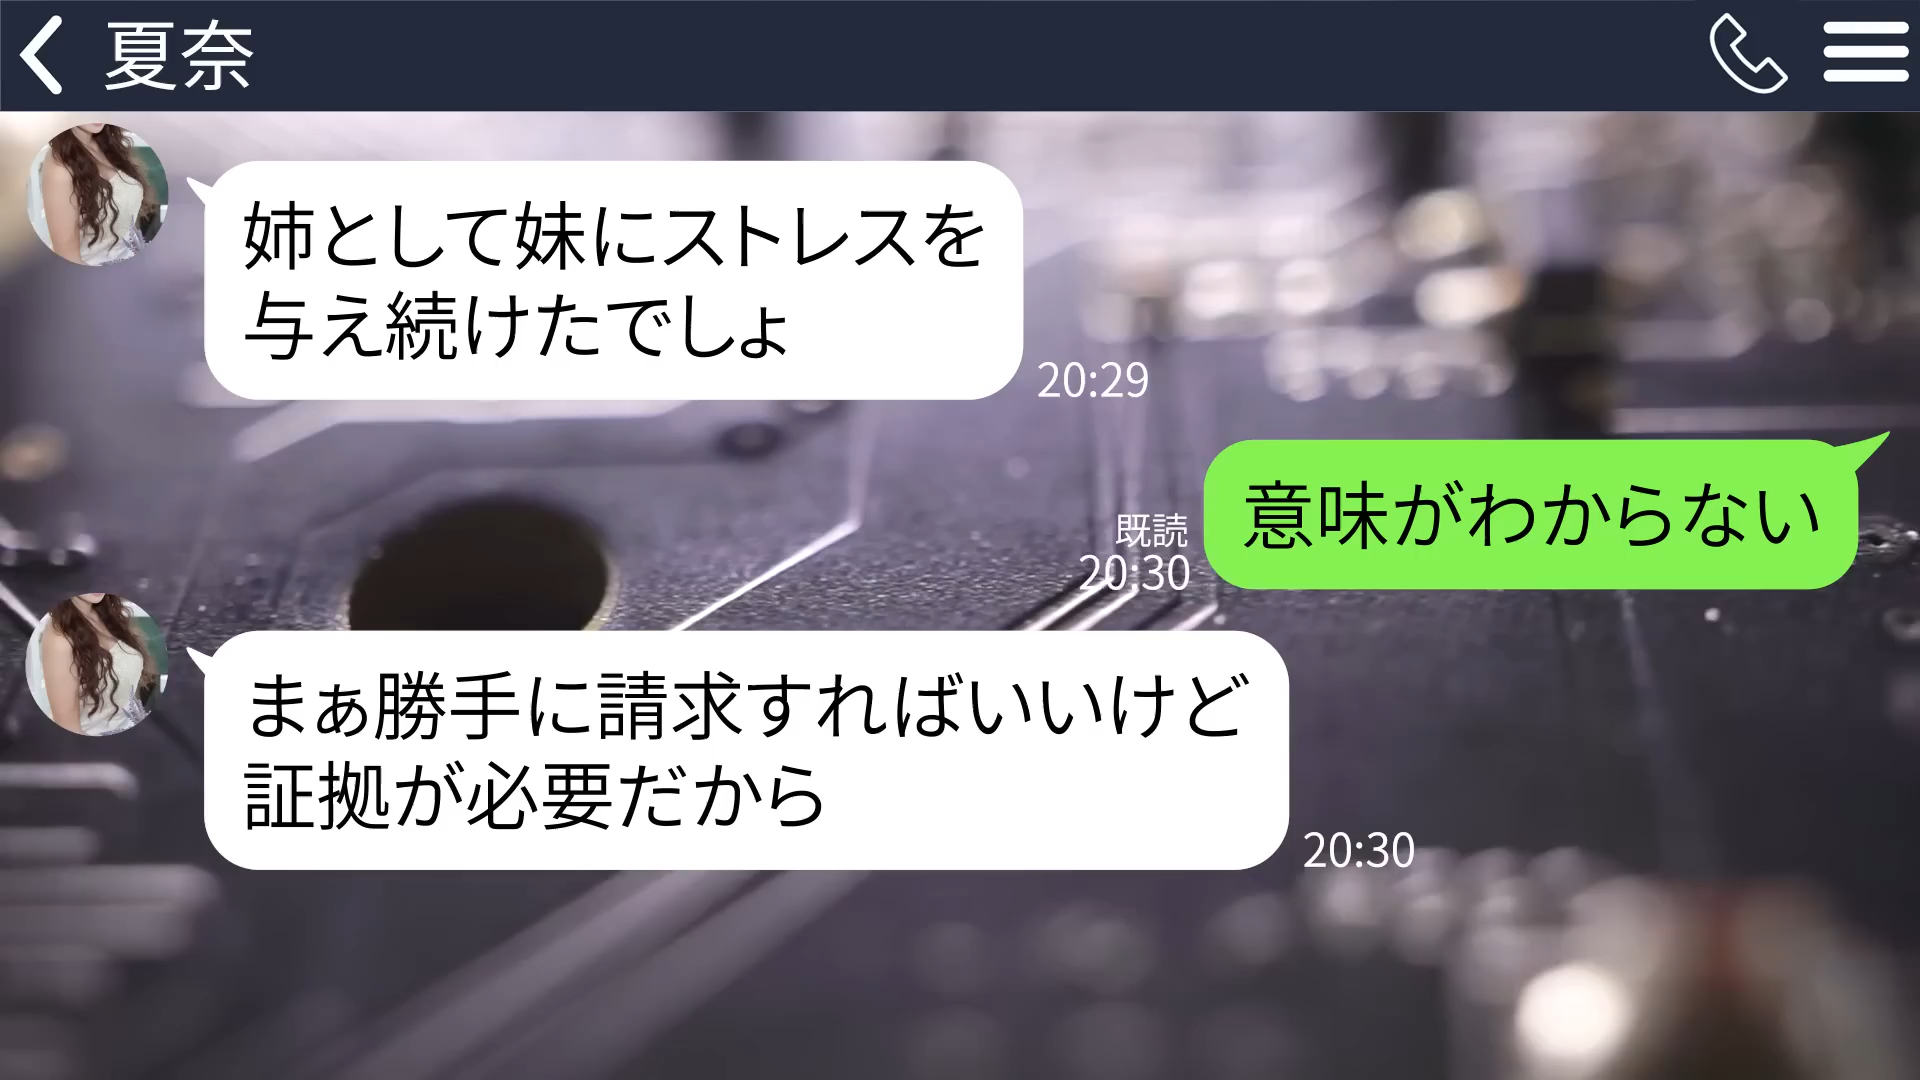 夏奈
姉として妹にストレスを
与え続けたでしょ
20:29
意味がわからない
既読
20:30
まぁ勝手に請求すればいいけど
証拠が必要だから
20:30